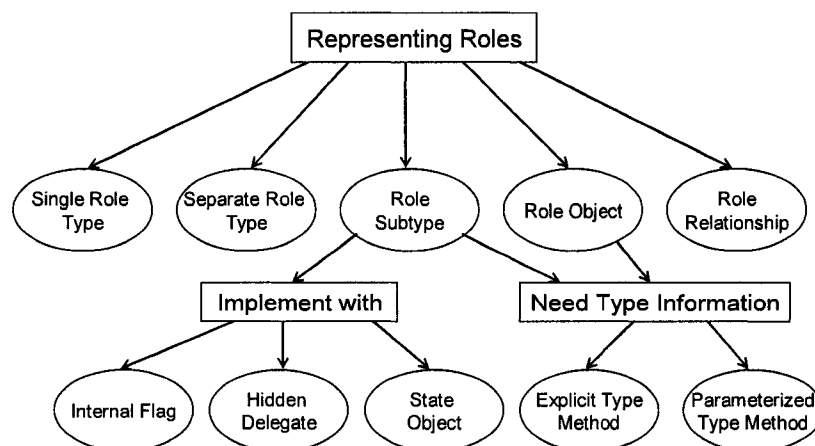 Representing Roles
Single Role
Type
Separate Role
Type
Role
Subtype
Role Object
Role
Relationship
Implement with
Need Type Information
Internal Flag
Hidden
Delegate
State
Object
Explicit Type
Method
Parameterized
Type Method